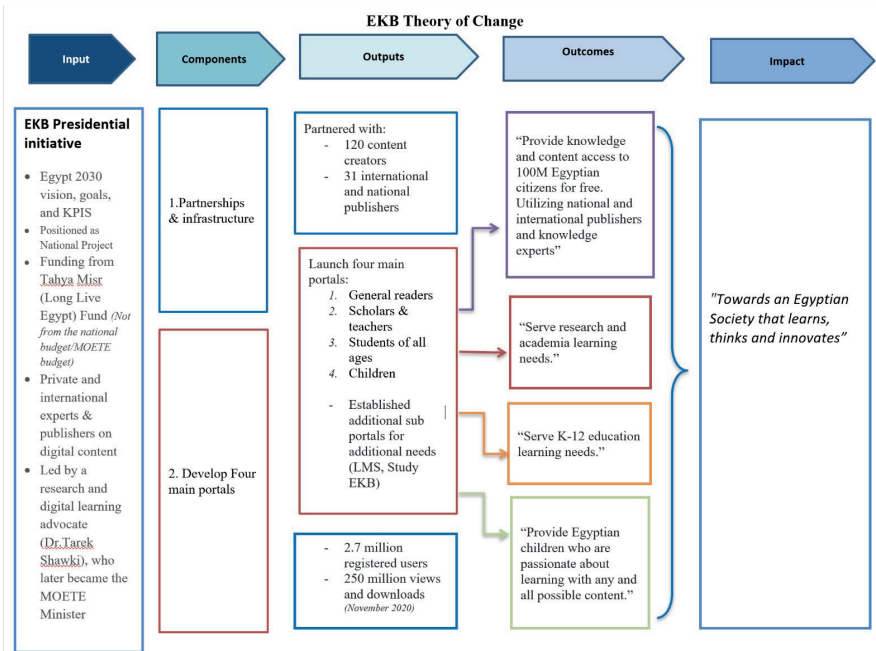 EKB Theory of Change
Input
Components
Outputs
Outcomes
Impact
EKB Presidential
initiative
• Egypt 2030
vision, goals,
and KPIS
• Positioned as
National Project
• Funding from
Tahya Misr
(Long Live
Egypt) Fund (Not
from the national
budget/MOETE
budget)
• Private and
international
experts &
publishers on
digital content
• Led by a
research and
digital learning
advocate
(Dr.Tarek
Shawki), who
later became the
MOETE
Minister
1.Partnerships
& infrastructure
2. Develop Four
main portals
Partnered with:
- 120 content
creators
- 31 international
and national
publishers
Launch four main
portals:
1. General readers
2. Scholars &
teachers
3. Students of all
ages
4. Children
- Established
additional sub
portals for
additional needs
(LMS, Study
EKB)
- 2.7 million
registered users
- 250 million views
and downloads
(November 2020)
“Provide knowledge
and content access to
100M Egyptian
citizens for free.
Utilizing national and
international publishers
and knowledge
experts”
“Serve research and
academia learning
needs.”
“Serve K-12 education
learning needs.”
“Provide Egyptian
children who are
passionate about
learning with any and
all possible content.”
"Towards an Egyptian
Society that learns,
thinks and innovates”